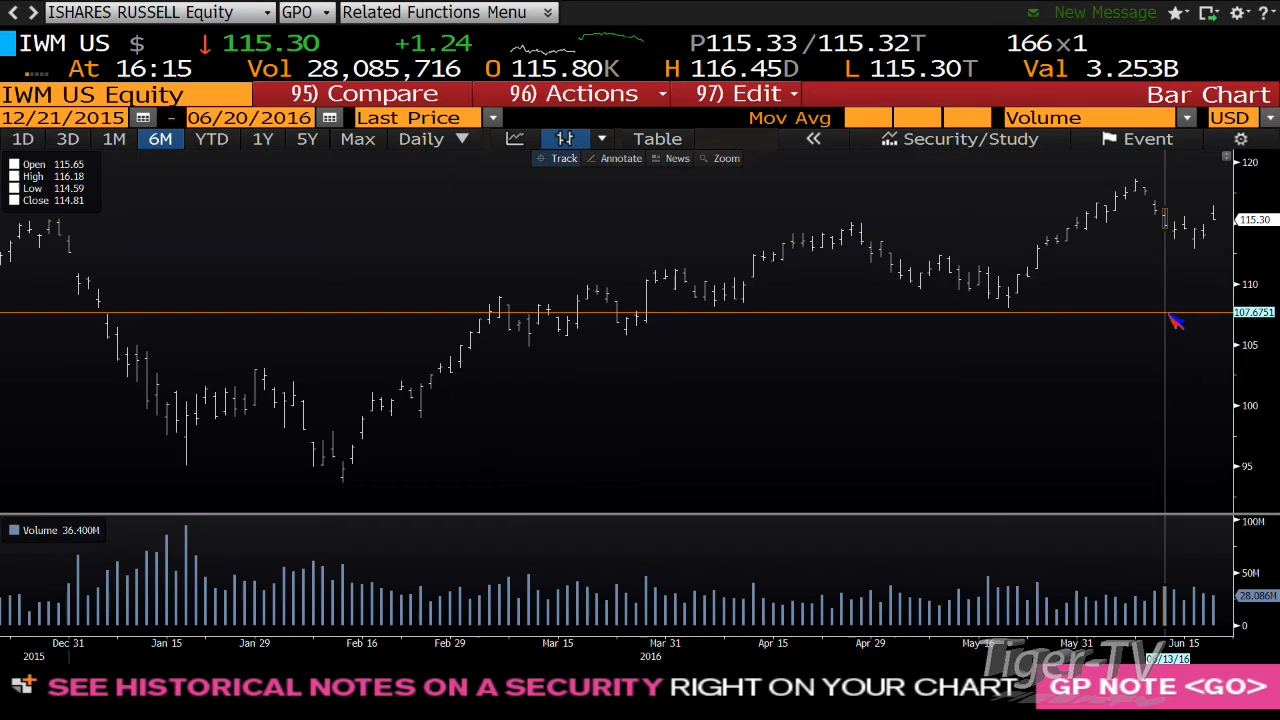 ISHARES RUSSELL Equity GPO Related Functions Menu New Message ?
IWM US $ ↓ 115.30 +1.24 P115.33 /115.32T 166 x1
At 16:15 Vol 28,085,716 O 115.80K H 116.45D L 115.30T Val 3.253B
IWM US Equity 95) Compare 96) Actions 97) Edit Bar Chart
12/21/2015 - 06/20/2016 Last Price Mov Avg Volume USD
1D 3D 1M 6M YTD 1Y 5Y Max Daily ▼ Table « Security/Study Event
Track Annotate News Zoom
Open 115.65
High 116.18
Low 114.59
Close 114.81
120
115.30
110
107.6751
105
100
95
Volume 36.400M
100M
50M
28.086M
0
Dec 31 Jan 15 Jan 29 Feb 16 Feb 29 Mar 15 Mar 31 Apr 15 Apr 29 May 16 May 31 Jun 15
2015 2016
Tiger-TV
/13/16
SEE HISTORICAL NOTES ON A SECURITY RIGHT ON YOUR CHART GP NOTE <GO>